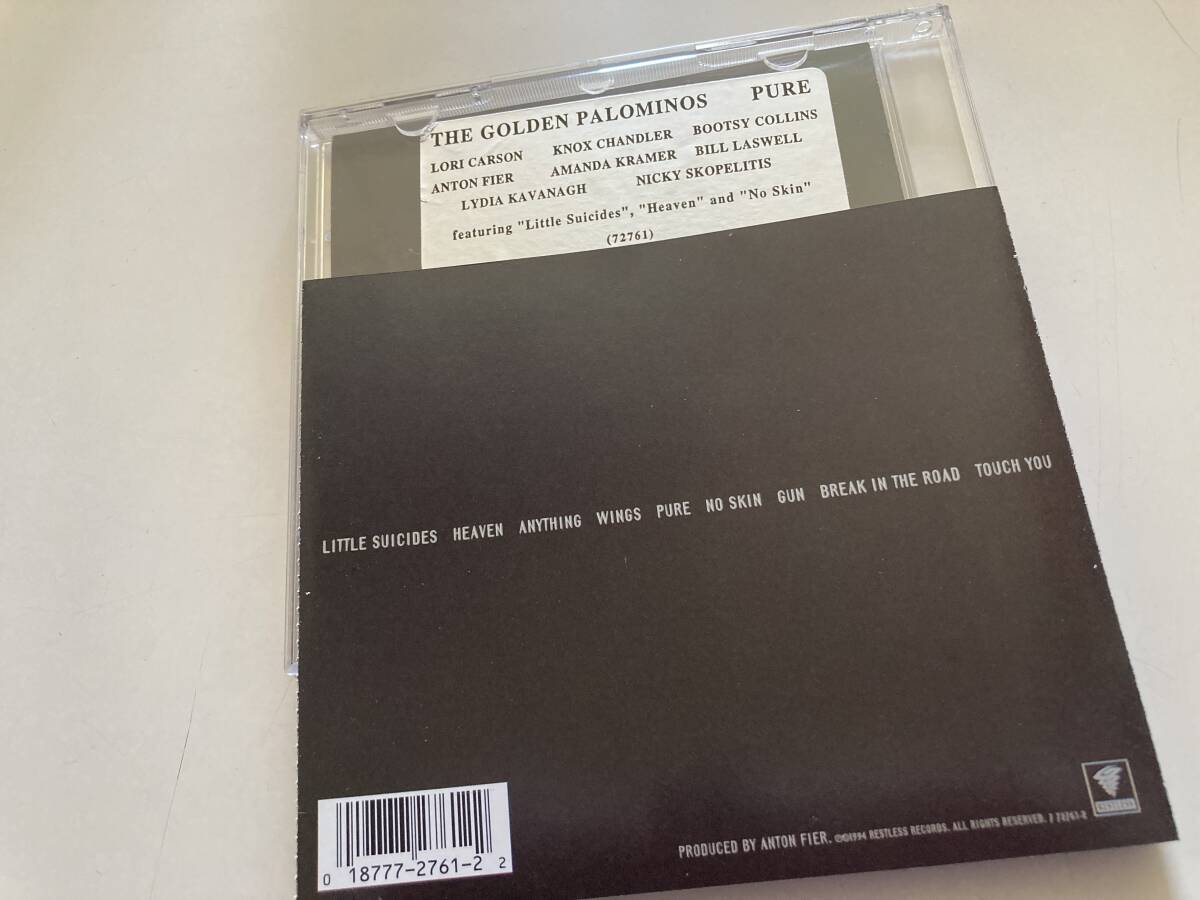 THE GOLDEN PALOMINOS PURE
LORI CARSON KNOX CHANDLER BOOTSY COLLINS
ANTON FIER AMANDA KRAMER BILL LASWELL
LYDIA KAVANAGH NICKY SKOPELITIS
featuring "Little Suicides", "Heaven" and "No Skin"
(72761)
LITTLE SUICIDES HEAVEN ANYTHING WINGS PURE NO SKIN GUN BREAK IN THE ROAD TOUCH YOU
RESTLESS
PRODUCED BY ANTON FIER. ℗©1994 RESTLESS RECORDS. ALL RIGHTS RESERVED. 7 72761-2
0 18777-2761-2 2